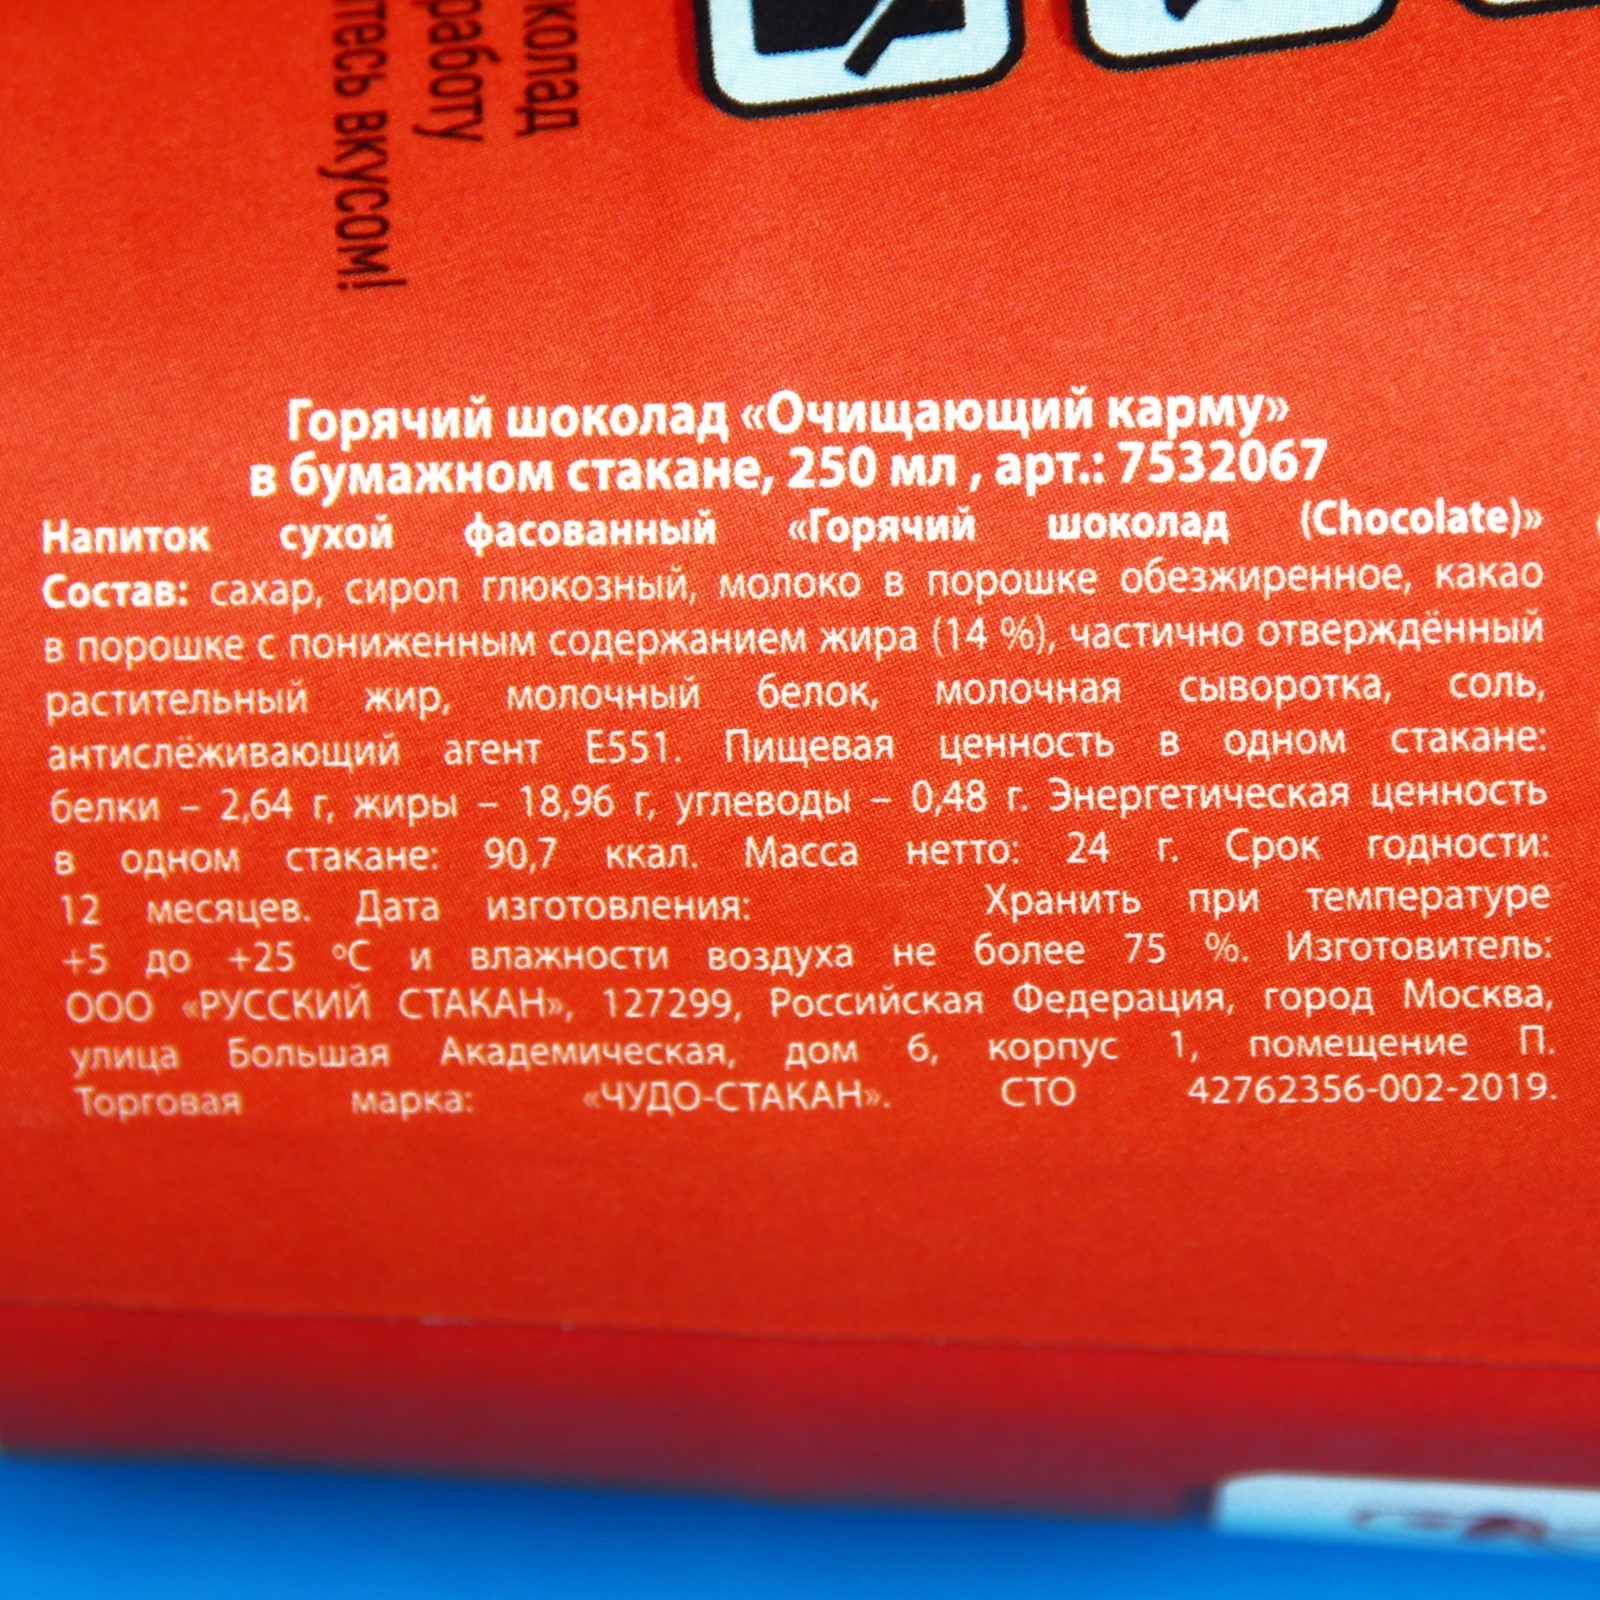 колад
работу
тесь вкусом!
Горячий шоколад «Очищающий карму»
в бумажном стакане, 250 мл , арт.: 7532067
Напиток сухой фасованный «Горячий шоколад (Chocolate)»
Состав: сахар, сироп глюкозный, молоко в порошке обезжиренное, какао
в порошке с пониженным содержанием жира (14 %), частично отверждённый
растительный жир, молочный белок, молочная сыворотка, соль,
антислёживающий агент Е551. Пищевая ценность в одном стакане:
белки – 2,64 г, жиры – 18,96 г, углеводы – 0,48 г. Энергетическая ценность
в одном стакане: 90,7 ккал. Масса нетто: 24 г. Срок годности:
12 месяцев. Дата изготовления: Хранить при температуре
+5 до +25 °С и влажности воздуха не более 75 %. Изготовитель:
ООО «РУССКИЙ СТАКАН», 127299, Российская Федерация, город Москва,
улица Большая Академическая, дом 6, корпус 1, помещение П.
Торговая марка: «ЧУДО-СТАКАН». СТО 42762356-002-2019.